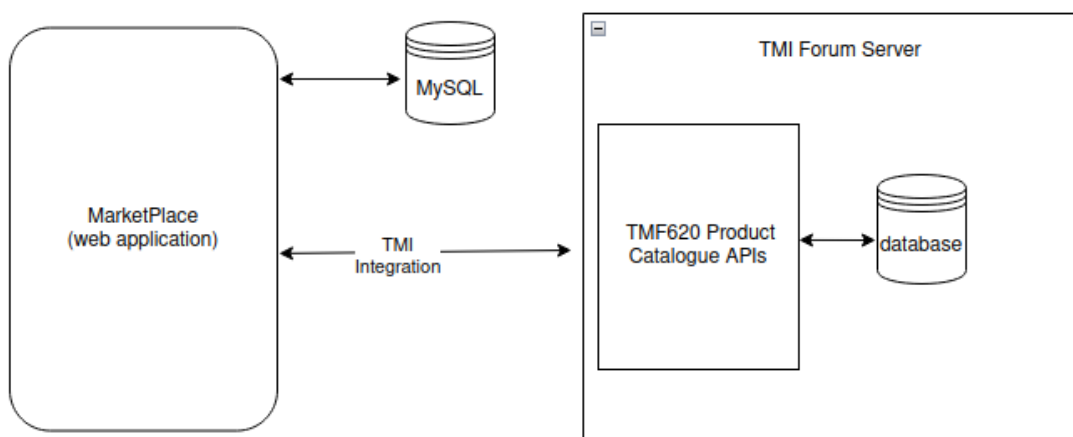 MySQL
TMI Forum Server
MarketPlace
(web application)
TMI
Integration
TMF620 Product
Catalogue APIs
database